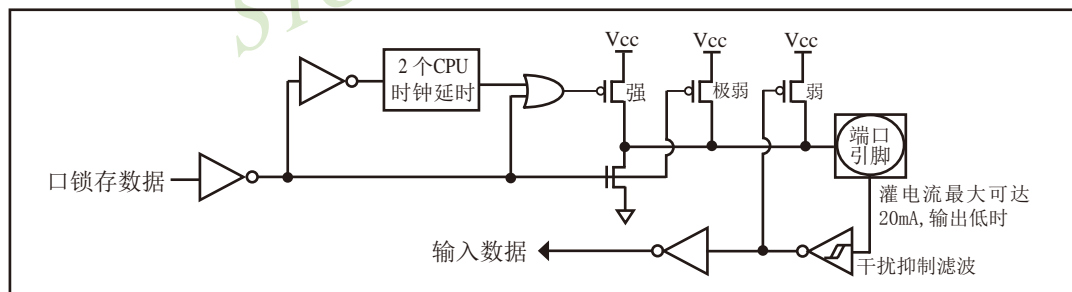 STC
Vcc
Vcc
Vcc
2 个CPU
时钟延时
强
极弱
弱
端口
引脚
口锁存数据
灌电流最大可达
20mA,输出低时
输入数据
干扰抑制滤波